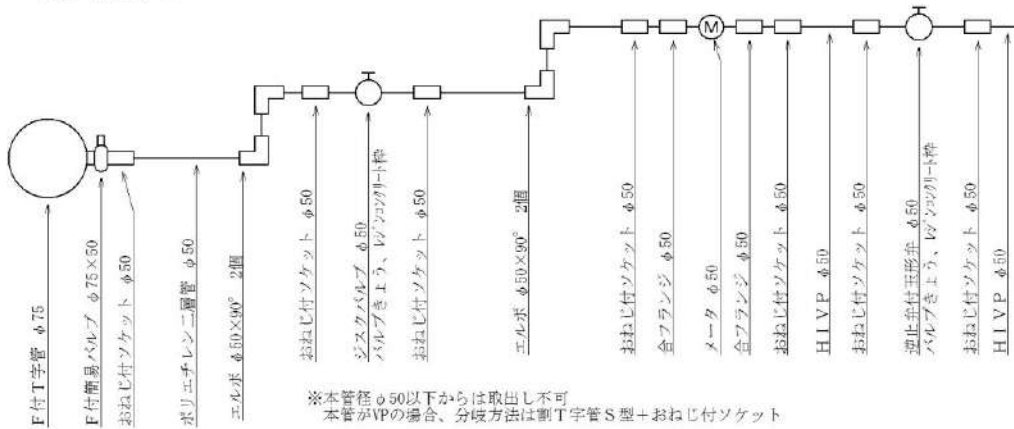 F付T字管 φ75
F付簡易バルブ φ75×50
おねじ付ソケット φ50
ポリエチレン二層管 φ50
エルボ φ50×90° 2個
おねじ付ソケット φ50
ジスクバルブ φ50
バルブきょう、レジンコンクリート枠
おねじ付ソケット φ50
エルボ φ50×90° 2個
M
おねじ付ソケット φ50
合フランジ φ50
メータ φ50
合フランジ φ50
おねじ付ソケット φ50
HIVP φ50
おねじ付ソケット φ50
逆止弁付玉形弁 φ50
バルブきょう、レジンコンクリート枠
おねじ付ソケット φ50
HIVP φ50
※本管径φ50以下からは取出し不可
本管がVPの場合、分岐方法は割T字管S型+おねじ付ソケット